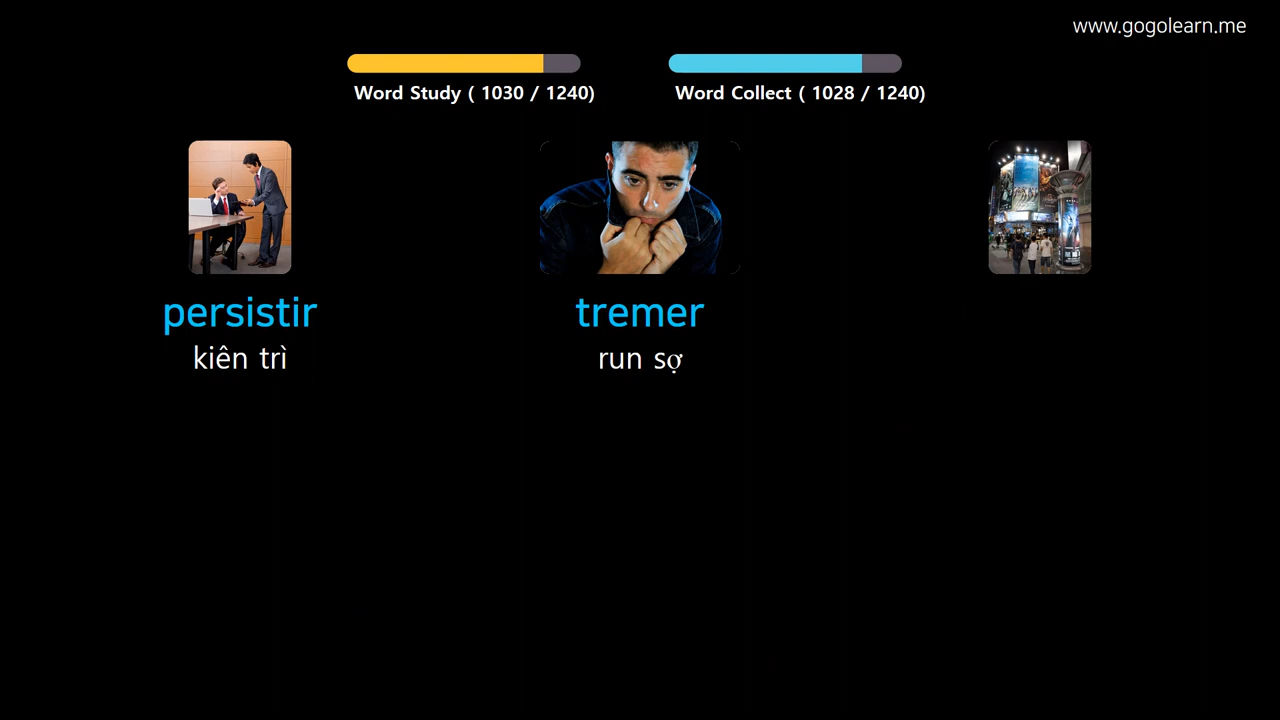 www.gogolearn.me
Word Study ( 1030 / 1240)
Word Collect ( 1028 / 1240)
persistir
tremer
kiên trì
run sợ